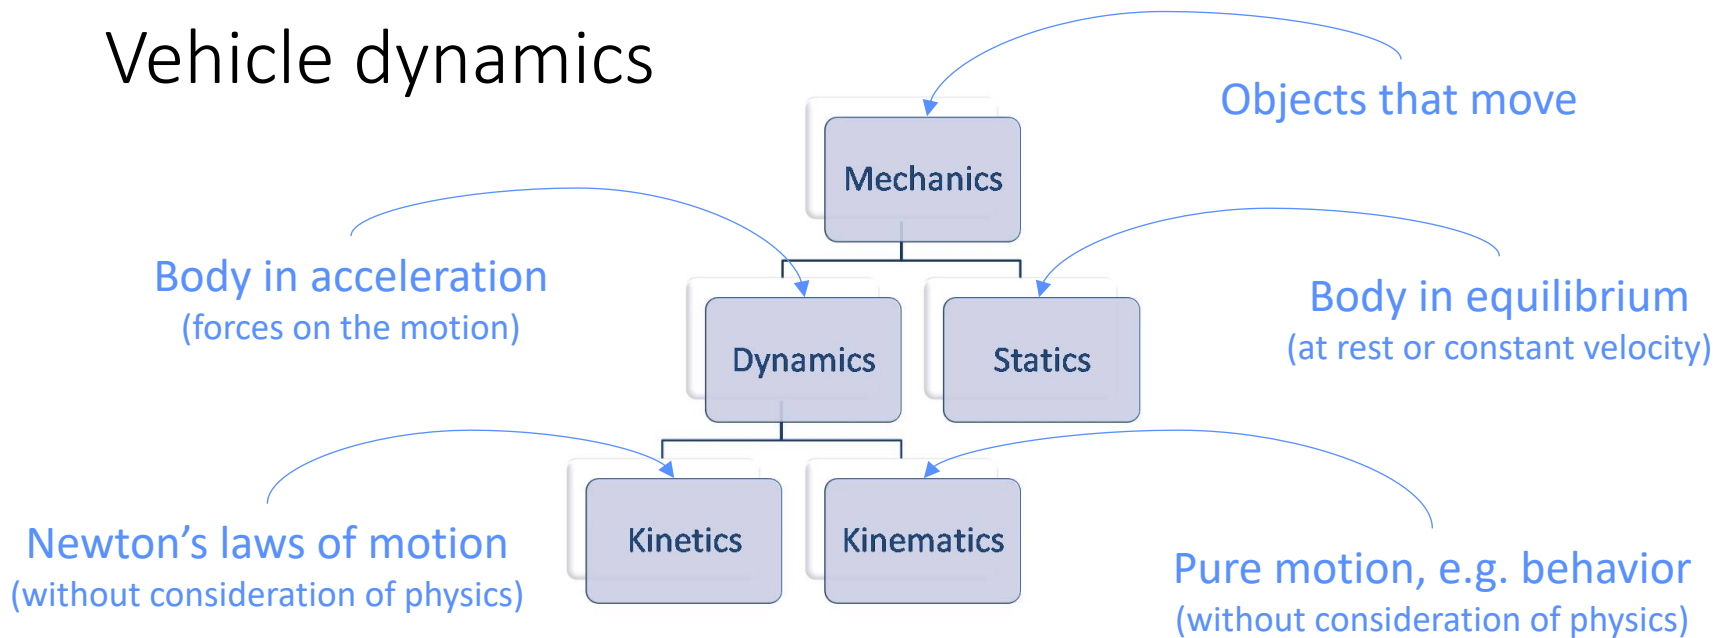 Vehicle dynamics
Objects that move
Mechanics
Body in acceleration
(forces on the motion)
Body in equilibrium
(at rest or constant velocity)
Dynamics
Statics
Newton’s laws of motion
(without consideration of physics)
Kinetics
Kinematics
Pure motion, e.g. behavior
(without consideration of physics)